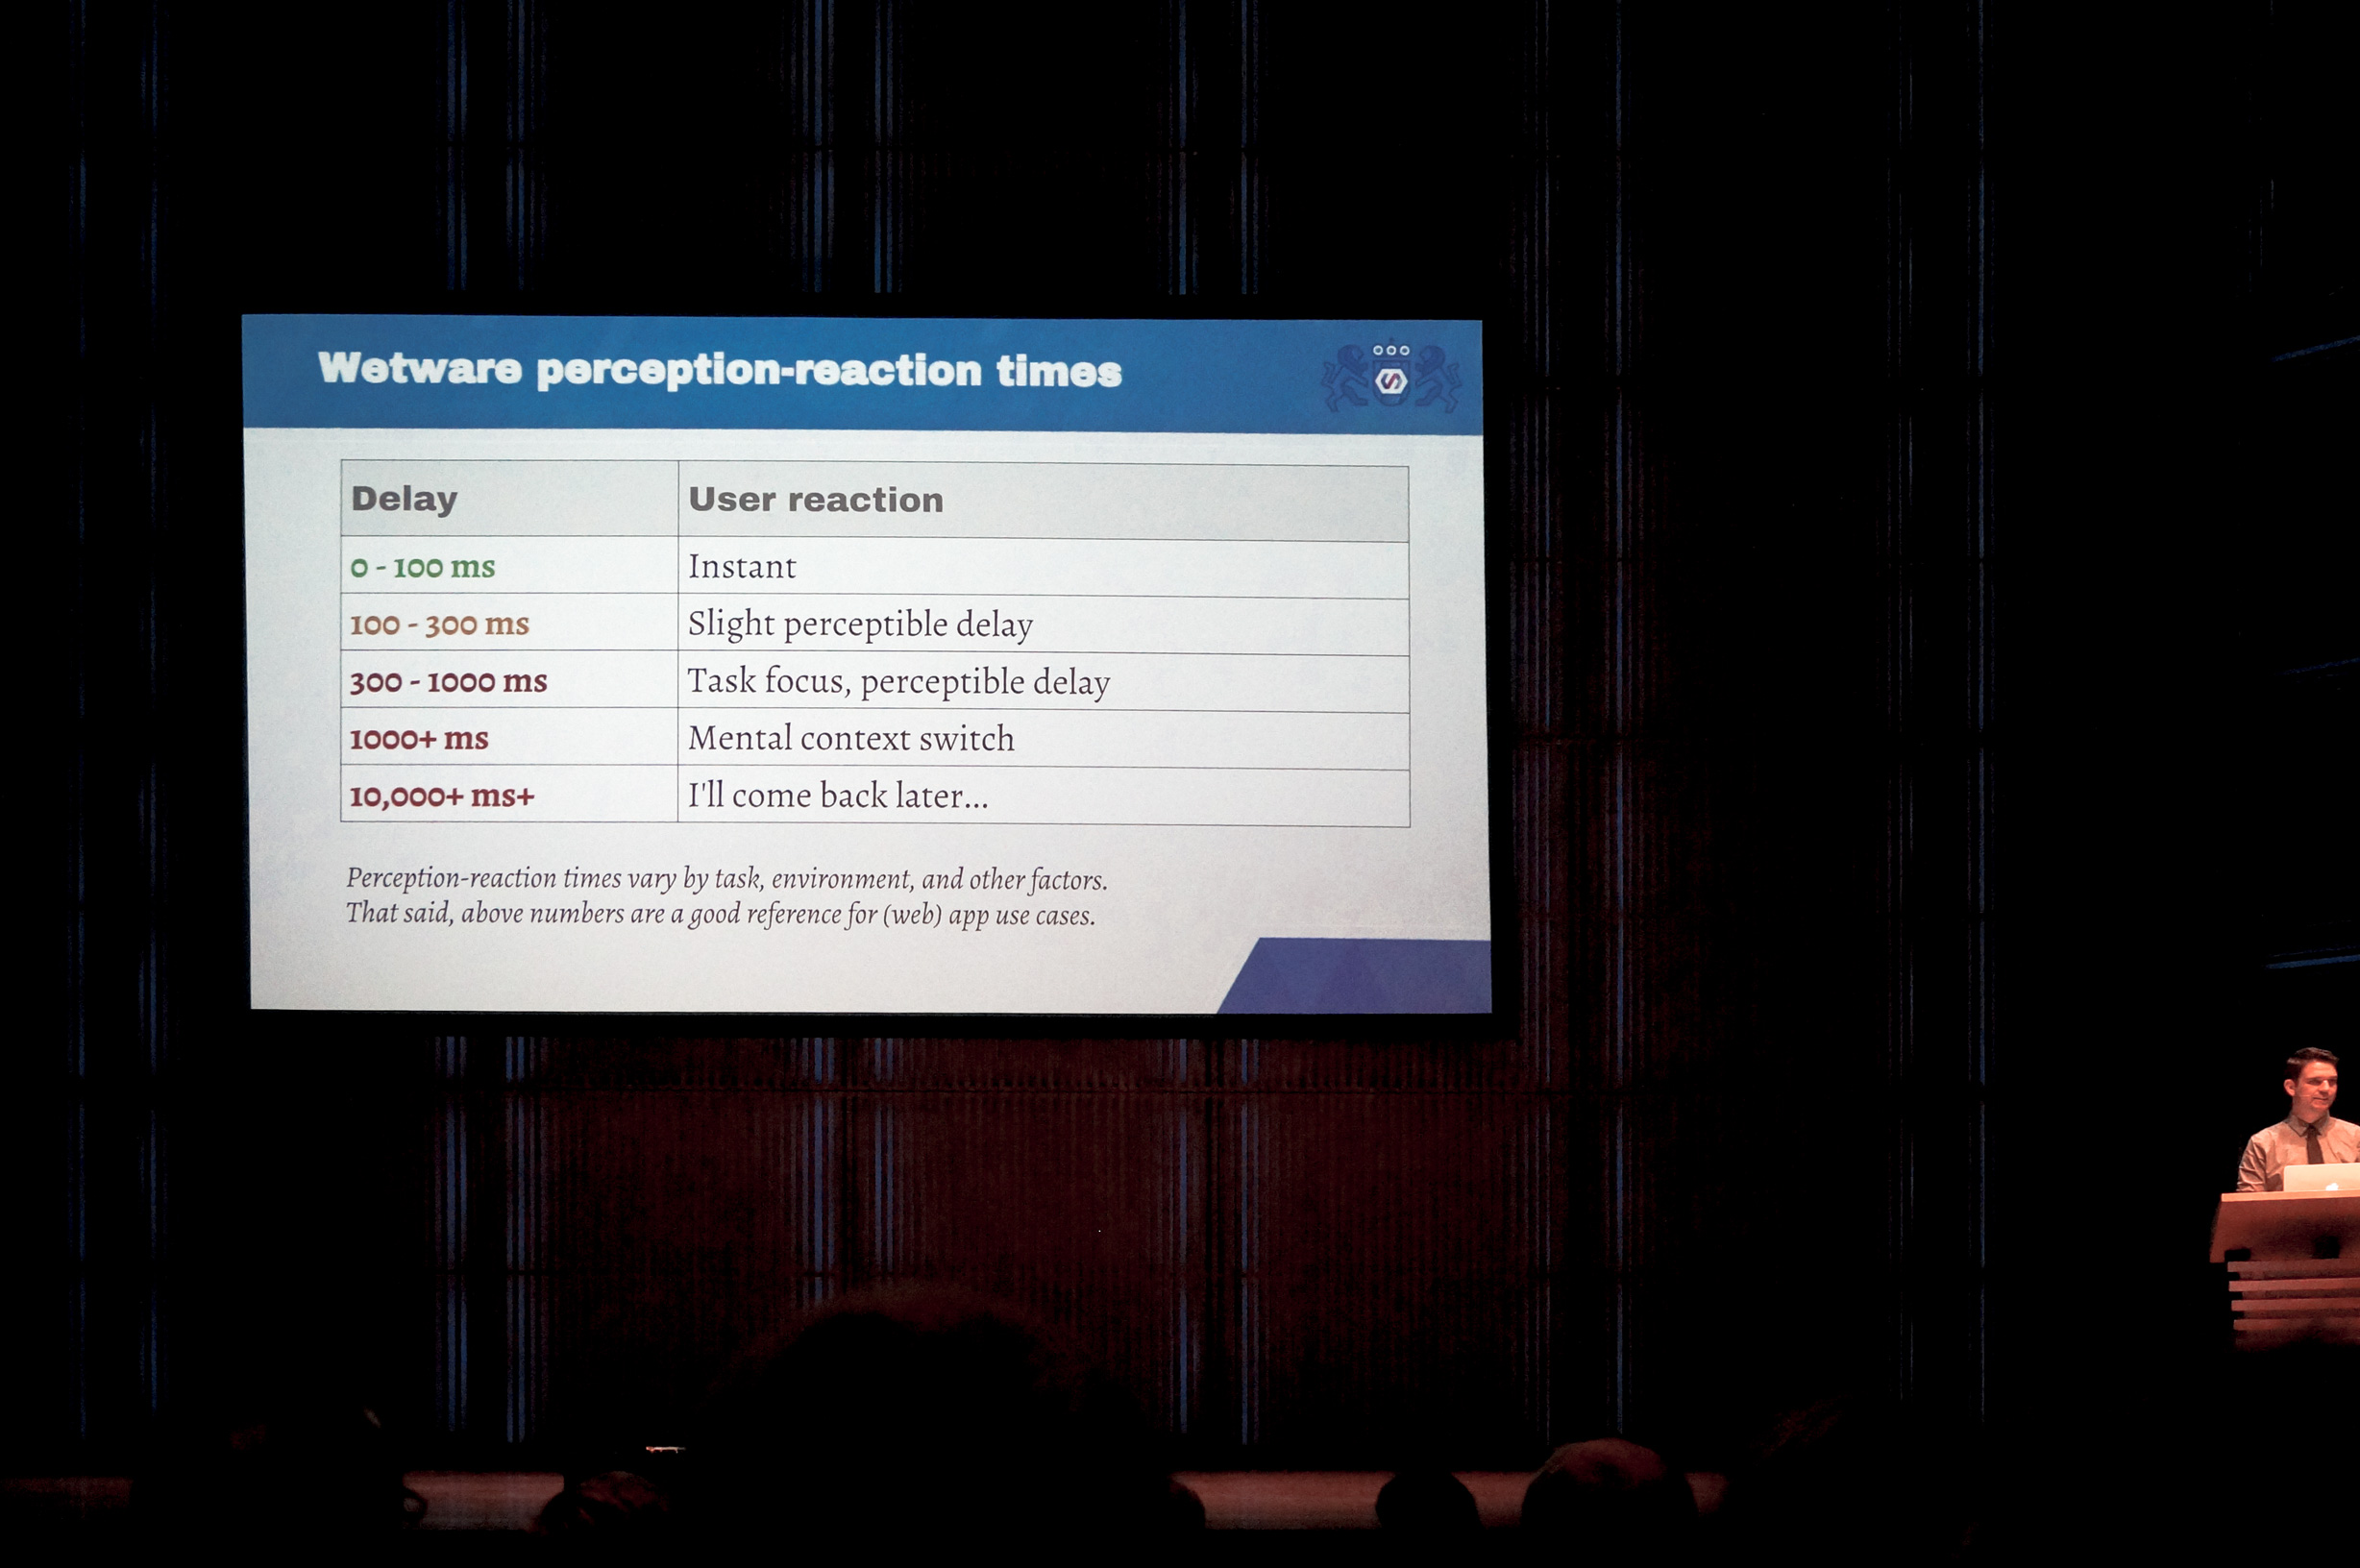 Wetware perception-reaction times
Delay User reaction
0 - 100 ms Instant
100 - 300 ms Slight perceptible delay
300 - 1000 ms Task focus, perceptible delay
1000+ ms Mental context switch
10,000+ ms+ I'll come back later...
Perception-reaction times vary by task, environment, and other factors.
That said, above numbers are a good reference for (web) app use cases.